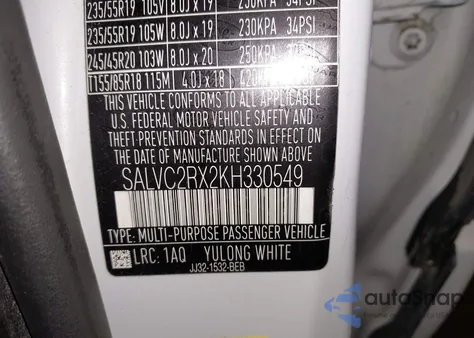 235/55R19 105V 8.0J x 19 230KPA 34PSI
235/55R19 105W 8.0J x 19 230KPA 34PSI
245/45R20 103W 8.0J x 20 250KPA
T155/85R18 115M 4.0J x 18 420KPA
THIS VEHICLE CONFORMS TO ALL APPLICABLE
U.S. FEDERAL MOTOR VEHICLE SAFETY AND
THEFT PREVENTION STANDARDS IN EFFECT ON
THE DATE OF MANUFACTURE SHOWN ABOVE.
SALVC2RX2KH330549
TYPE: MULTI-PURPOSE PASSENGER VEHICLE
LRC: 1AQ YULONG WHITE
JJ32-1532-BEB
autoSnap